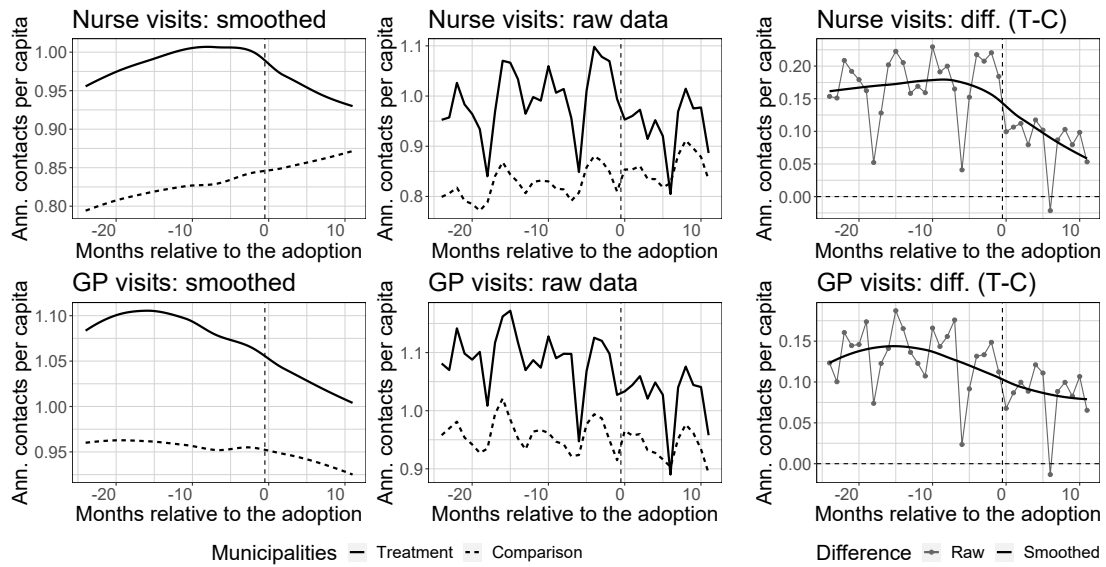 Nurse visits: smoothed
Ann. contacts per capita
1.00
0.95
0.90
0.85
0.80
-20
-10
0
10
Months relative to the adoption
Nurse visits: raw data
Ann. contacts per capita
1.1
1.0
0.9
0.8
-20
-10
0
10
Months relative to the adoption
Nurse visits: diff. (T-C)
Ann. contacts per capita
0.20
0.15
0.10
0.05
0.00
-20
-10
0
10
Months relative to the adoption
GP visits: smoothed
Ann. contacts per capita
1.10
1.05
1.00
0.95
-20
-10
0
10
Months relative to the adoption
GP visits: raw data
Ann. contacts per capita
1.1
1.0
0.9
-20
-10
0
10
Months relative to the adoption
GP visits: diff. (T-C)
Ann. contacts per capita
0.15
0.10
0.05
0.00
-20
-10
0
10
Months relative to the adoption
Municipalities Treatment Comparison
Difference Raw Smoothed